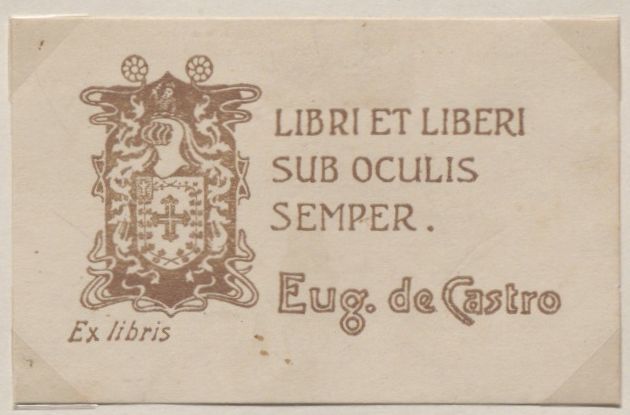 LIBRI ET LIBERI
SUB OCULIS
SEMPER.
Eug. de Castro
Ex libris